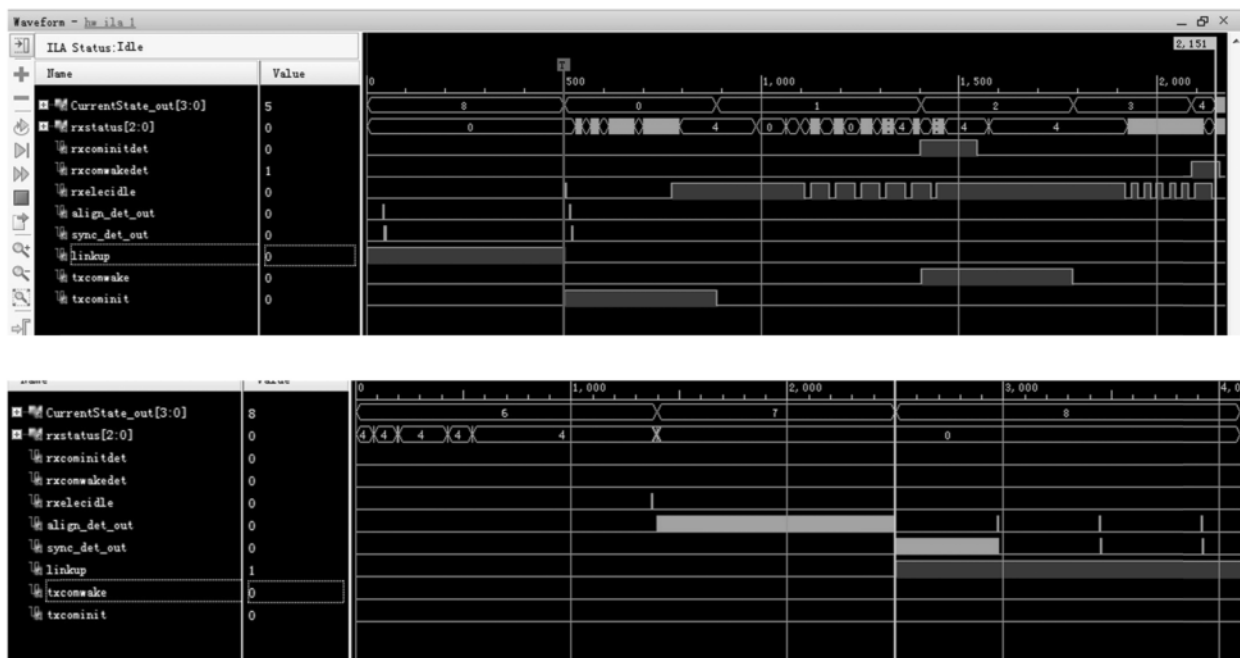 Waveform - hw_ila_1
ILA Status:Idle
2,151
Name Value
T
0 500 1,000 1,500 2,000
CurrentState_out[3:0] 5 8 0 1 2 3 4
rxstatus[2:0] 0 0 4 0 0 4 4 4
rxcominitdet 0
rxcomwakedet 1
rxelecidle 0
align_det_out 0
sync_det_out 0
linkup 0
txcomwake 0
txcominit 0
0 1,000 2,000 3,000 4,0
CurrentState_out[3:0] 8 6 7 8
rxstatus[2:0] 0 4 4 4 4 4 0
rxcominitdet 0
rxcomwakedet 0
rxelecidle 0
align_det_out 0
sync_det_out 0
linkup 1
txcomwake 0
txcominit 0